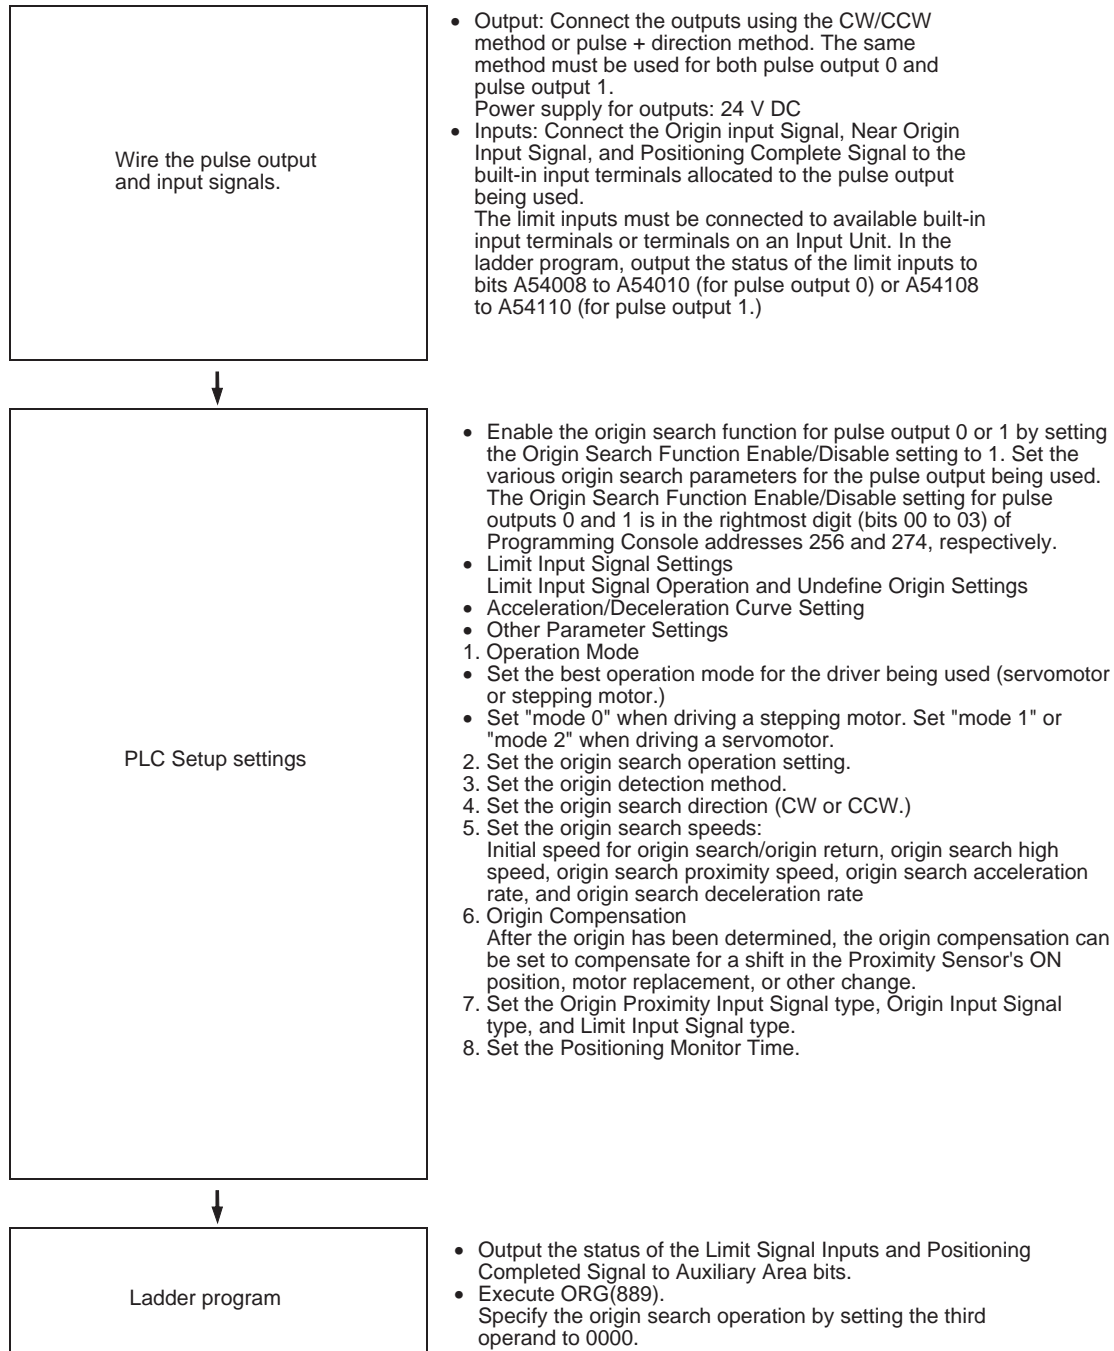 Wire the pulse output
and input signals.
• Output: Connect the outputs using the CW/CCW
method or pulse + direction method. The same
method must be used for both pulse output 0 and
pulse output 1.
Power supply for outputs: 24 V DC
• Inputs: Connect the Origin input Signal, Near Origin
Input Signal, and Positioning Complete Signal to the
built-in input terminals allocated to the pulse output
being used.
The limit inputs must be connected to available built-in
input terminals or terminals on an Input Unit. In the
ladder program, output the status of the limit inputs to
bits A54008 to A54010 (for pulse output 0) or A54108
to A54110 (for pulse output 1.)
PLC Setup settings
• Enable the origin search function for pulse output 0 or 1 by setting
the Origin Search Function Enable/Disable setting to 1. Set the
various origin search parameters for the pulse output being used.
The Origin Search Function Enable/Disable setting for pulse
outputs 0 and 1 is in the rightmost digit (bits 00 to 03) of
Programming Console addresses 256 and 274, respectively.
• Limit Input Signal Settings
Limit Input Signal Operation and Undefine Origin Settings
• Acceleration/Deceleration Curve Setting
• Other Parameter Settings
1. Operation Mode
• Set the best operation mode for the driver being used (servomotor
or stepping motor.)
• Set "mode 0" when driving a stepping motor. Set "mode 1" or
"mode 2" when driving a servomotor.
2. Set the origin search operation setting.
3. Set the origin detection method.
4. Set the origin search direction (CW or CCW.)
5. Set the origin search speeds:
Initial speed for origin search/origin return, origin search high
speed, origin search proximity speed, origin search acceleration
rate, and origin search deceleration rate
6. Origin Compensation
After the origin has been determined, the origin compensation can
be set to compensate for a shift in the Proximity Sensor's ON
position, motor replacement, or other change.
7. Set the Origin Proximity Input Signal type, Origin Input Signal
type, and Limit Input Signal type.
8. Set the Positioning Monitor Time.
Ladder program
• Output the status of the Limit Signal Inputs and Positioning
Completed Signal to Auxiliary Area bits.
• Execute ORG(889).
Specify the origin search operation by setting the third
operand to 0000.